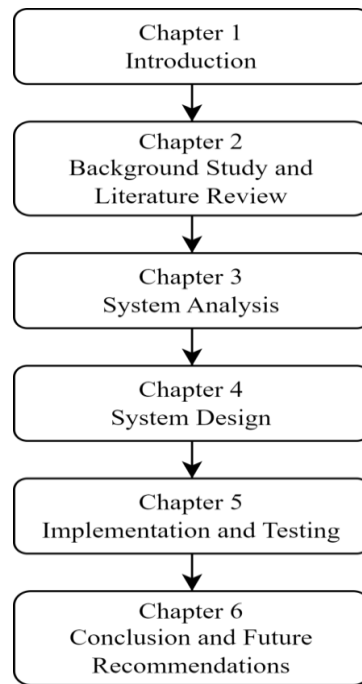 Chapter 1
Introduction
Chapter 2
Background Study and
Literature Review
Chapter 3
System Analysis
Chapter 4
System Design
Chapter 5
Implementation and Testing
Chapter 6
Conclusion and Future
Recommendations